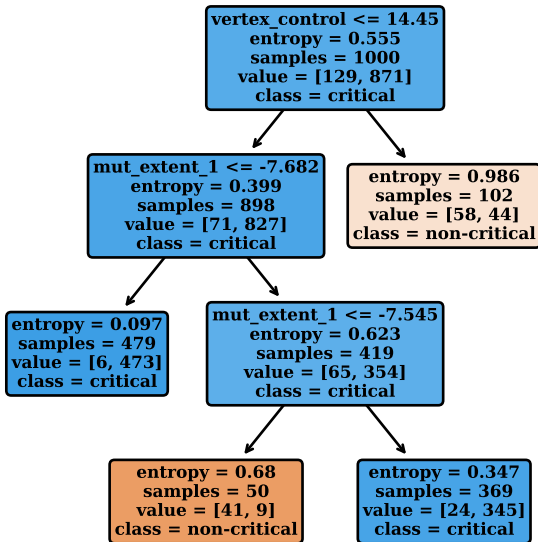 vertex_control <= 14.45
entropy = 0.555
samples = 1000
value = [129, 871]
class = critical
mut_extent_1 <= -7.682
entropy = 0.399
samples = 898
value = [71, 827]
class = critical
entropy = 0.986
samples = 102
value = [58, 44]
class = non-critical
entropy = 0.097
samples = 479
value = [6, 473]
class = critical
mut_extent_1 <= -7.545
entropy = 0.623
samples = 419
value = [65, 354]
class = critical
entropy = 0.68
samples = 50
value = [41, 9]
class = non-critical
entropy = 0.347
samples = 369
value = [24, 345]
class = critical